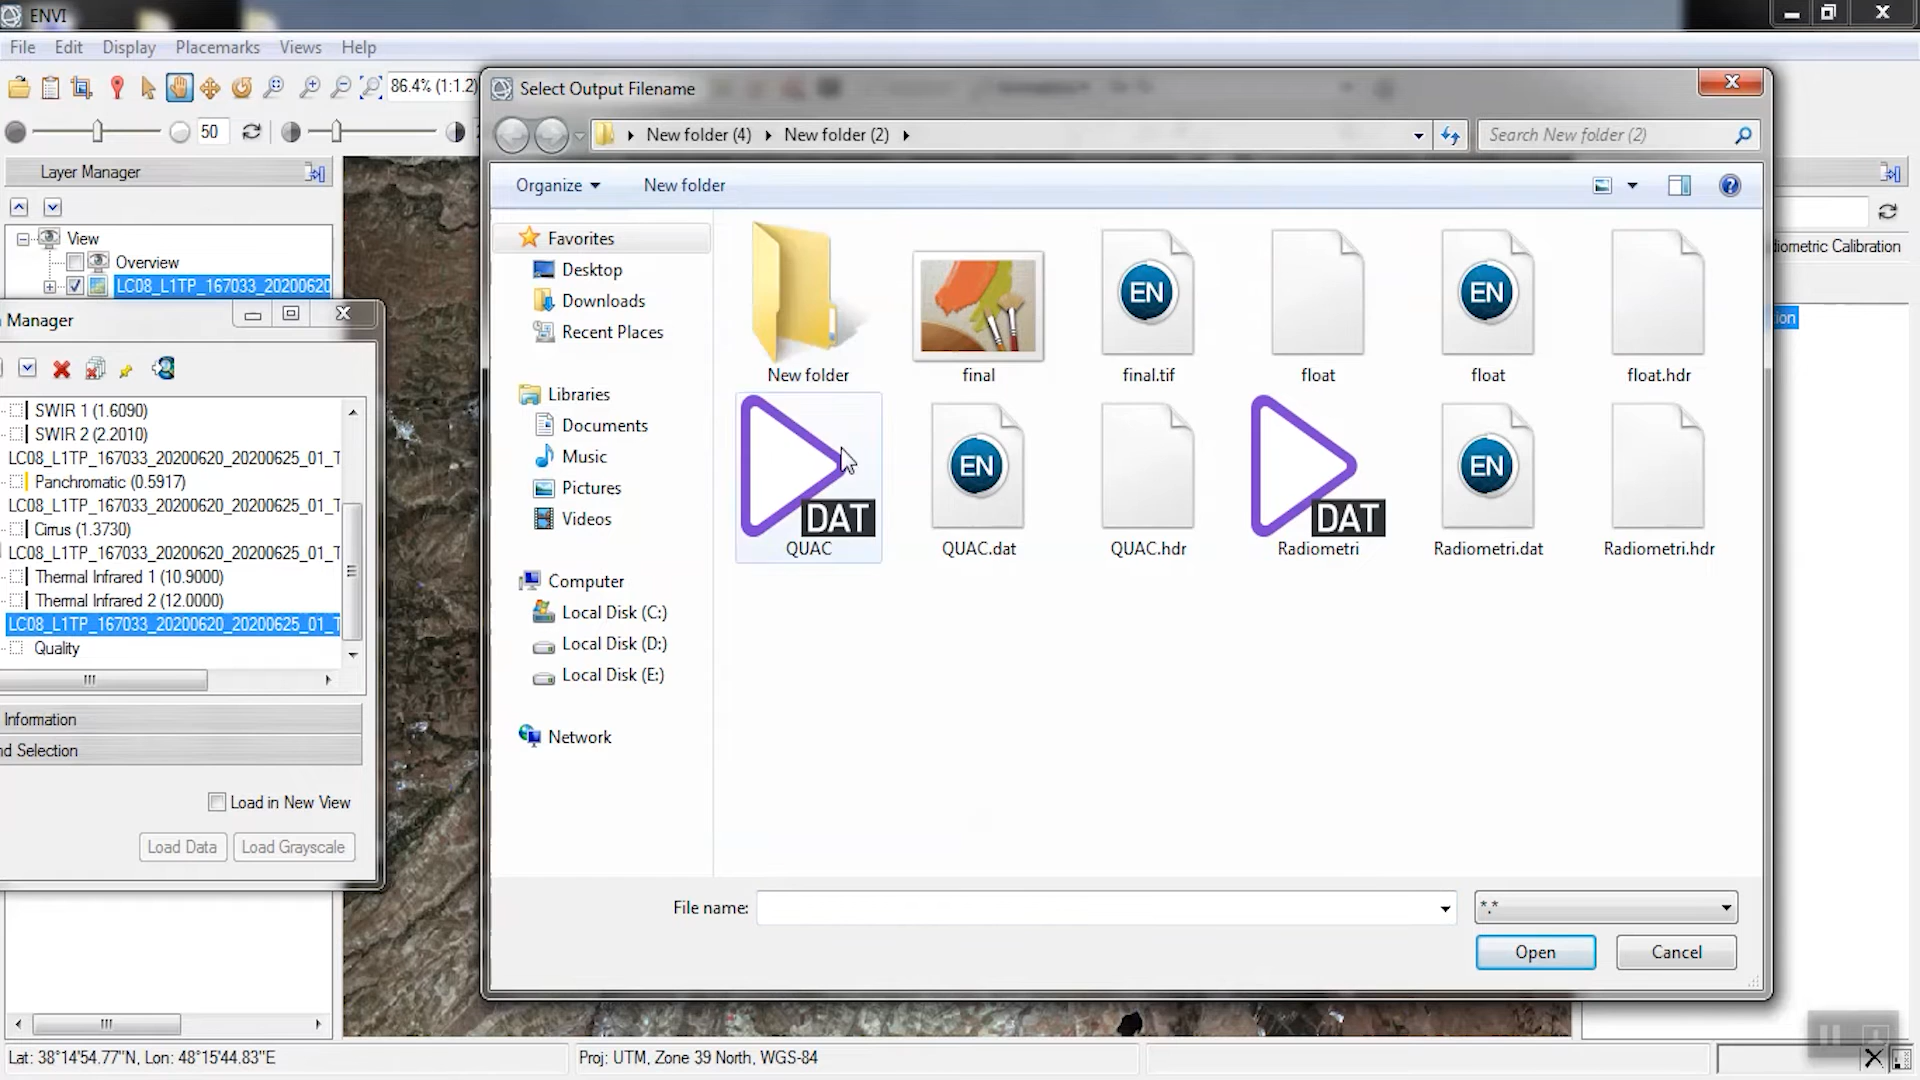 ENVI
File Edit Display Placemarks Views Help
86.4% (1:1.2)
50
Layer Manager
View
Overview
LC08_L1TP_167033_20200620
Manager
SWIR 1 (1.6090)
SWIR 2 (2.2010)
LC08_L1TP_167033_20200620_20200625_01_T
Panchromatic (0.5917)
LC08_L1TP_167033_20200620_20200625_01_T
Cirrus (1.3730)
LC08_L1TP_167033_20200620_20200625_01_T
Thermal Infrared 1 (10.9000)
Thermal Infrared 2 (12.0000)
LC08_L1TP_167033_20200620_20200625_01_T
Quality
Information
nd Selection
Load in New View
Load Data Load Grayscale
Select Output Filename
New folder (4) New folder (2)
Search New folder (2)
Organize New folder
Favorites
Desktop
Downloads
Recent Places
Libraries
Documents
Music
Pictures
Videos
Computer
Local Disk (C:)
Local Disk (D:)
Local Disk (E:)
Network
EN EN
New folder final final.tif float float float.hdr
DAT EN DAT EN
QUAC QUAC.dat QUAC.hdr Radiometri Radiometri.dat Radiometri.hdr
File name: *.*
Open Cancel
diometric Calibration
ion
Lat: 38°14'54.77"N, Lon: 48°15'44.83"E
Proj: UTM, Zone 39 North, WGS-84